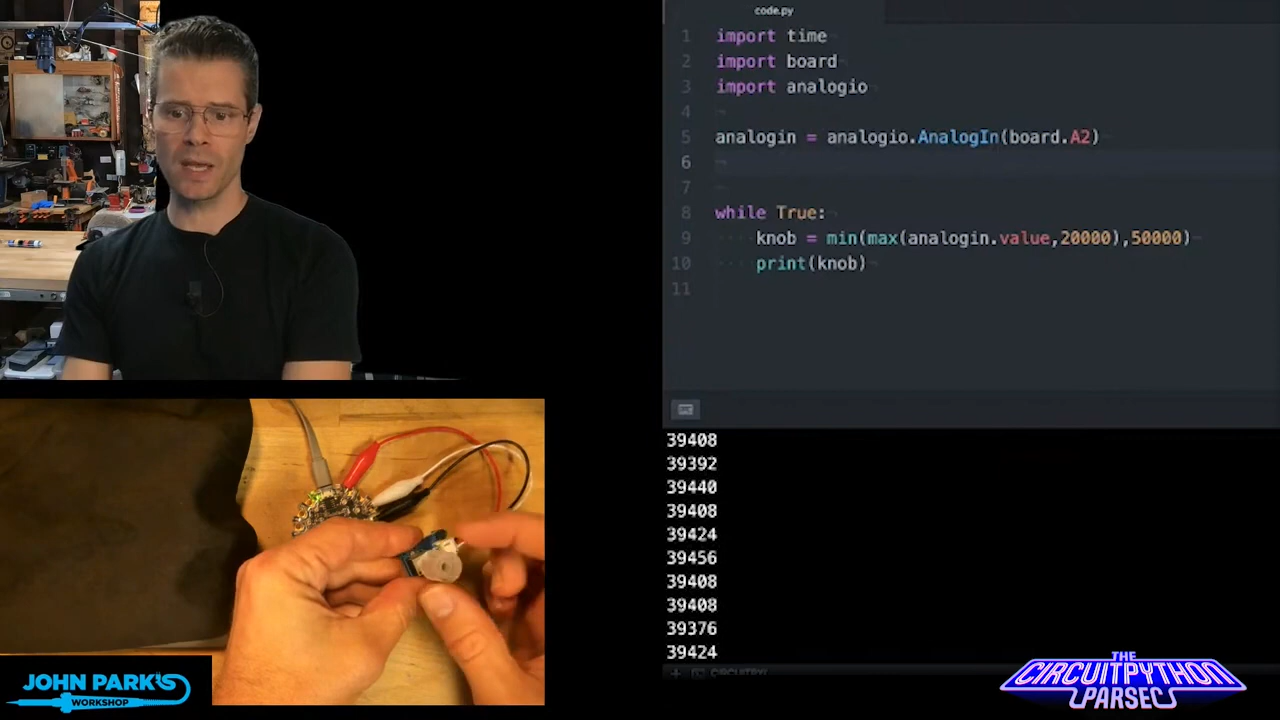 code.py
1 import time
2 import board
3 import analogio
4
5 analogin = analogio.AnalogIn(board.A2)
6
7
8 while True:
9 knob = min(max(analogin.value,20000),50000)
10 print(knob)
11
39408
39392
39440
39408
39424
39456
39408
39408
39376
39424
JOHN PARK'S
WORKSHOP
THE
CIRCUITPYTHON
PARSEC